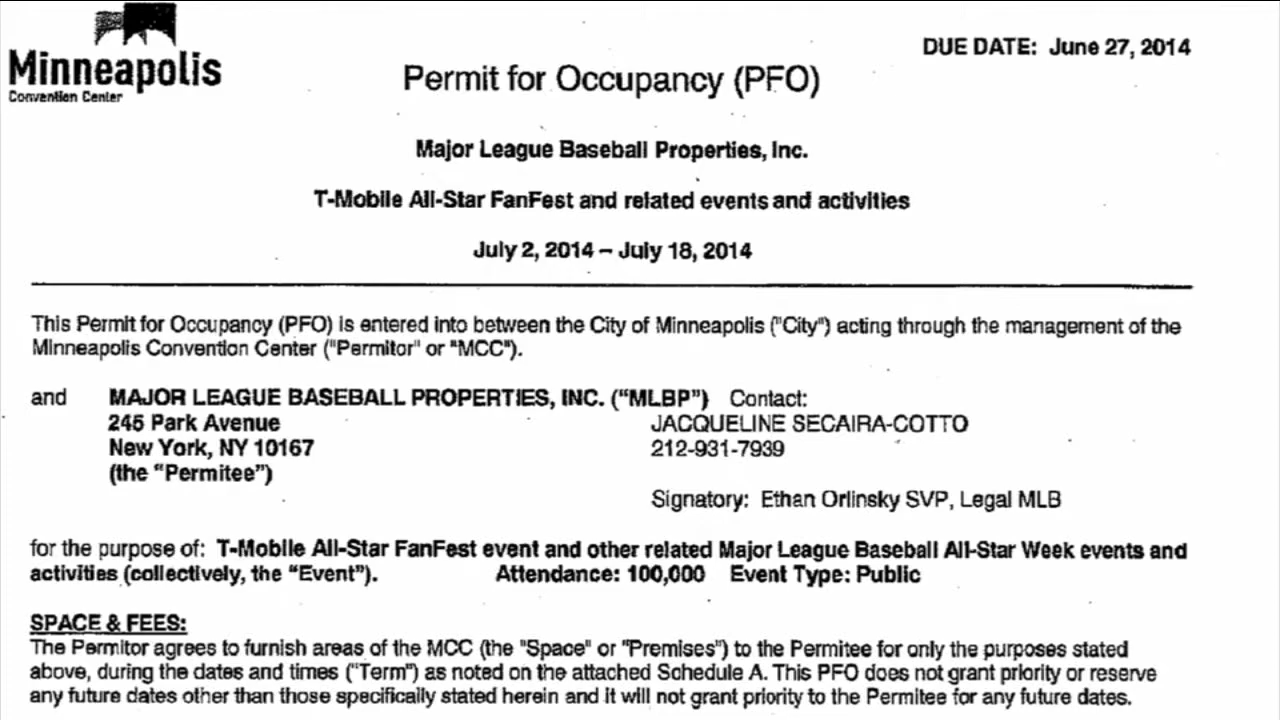 Minneapolis
Convention Center
DUE DATE: June 27, 2014
Permit for Occupancy (PFO)
Major League Baseball Properties, Inc.
T-Mobile All-Star FanFest and related events and activities
July 2, 2014 – July 18, 2014
This Permit for Occupancy (PFO) is entered into between the City of Minneapolis ("City") acting through the management of the
Minneapolis Convention Center ("Permitor" or "MCC").
and MAJOR LEAGUE BASEBALL PROPERTIES, INC. ("MLBP") Contact:
245 Park Avenue JACQUELINE SECAIRA-COTTO
New York, NY 10167 212-931-7939
(the "Permitee")
Signatory: Ethan Orlinsky SVP, Legal MLB
for the purpose of: T-Mobile All-Star FanFest event and other related Major League Baseball All-Star Week events and
activities (collectively, the "Event"). Attendance: 100,000 Event Type: Public
SPACE & FEES:
The Permitor agrees to furnish areas of the MCC (the "Space" or "Premises") to the Permitee for only the purposes stated
above, during the dates and times ("Term") as noted on the attached Schedule A. This PFO does not grant priority or reserve
any future dates other than those specifically stated herein and it will not grant priority to the Permitee for any future dates.